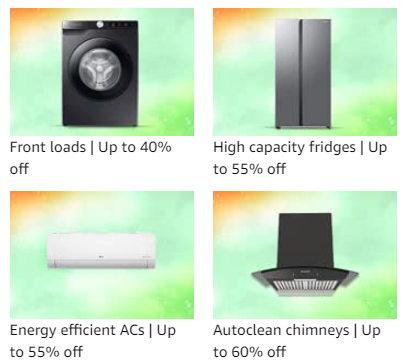 Front loads | Up to 40%
off
High capacity fridges | Up
to 55% off
Energy efficient ACs | Up
to 55% off
Autoclean chimneys | Up
to 60% off